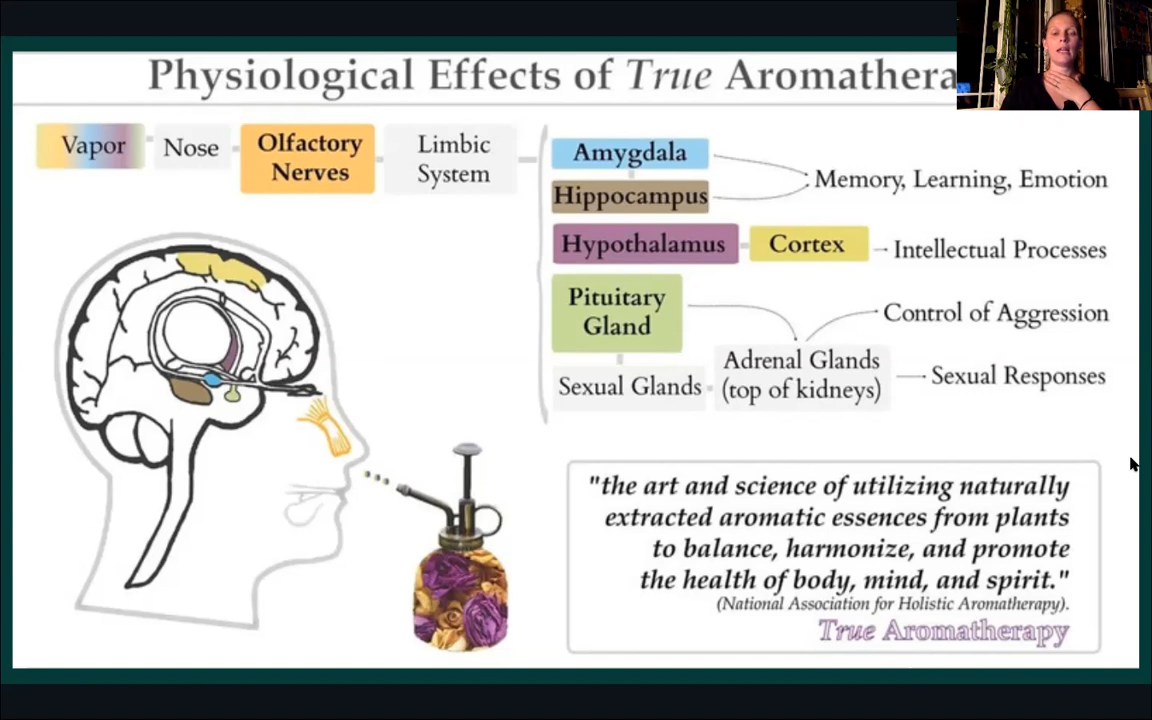 Physiological Effects of True Aromathera
Vapor
Nose
Olfactory
Nerves
Limbic
System
Amygdala
Hippocampus
Memory, Learning, Emotion
Hypothalamus
Cortex
Intellectual Processes
Pituitary
Gland
Control of Aggression
Sexual Glands
Adrenal Glands
(top of kidneys)
Sexual Responses
"the art and science of utilizing naturally
extracted aromatic essences from plants
to balance, harmonize, and promote
the health of body, mind, and spirit."
(National Association for Holistic Aromatherapy).
True Aromatherapy